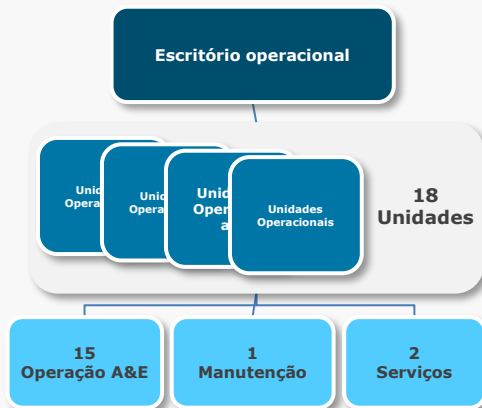 Escritório operacional
Unidades
Operacionais
18
Unidades
15
Operação A&E
1
Manutenção
2
Serviços